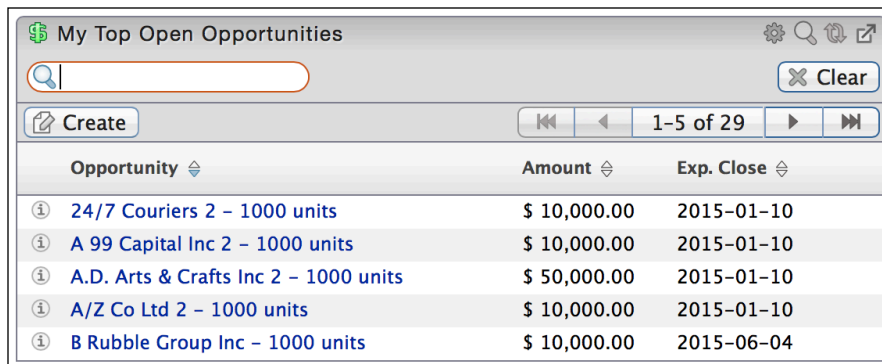 My Top Open Opportunities
Clear
Create 1–5 of 29
Opportunity Amount Exp. Close
24/7 Couriers 2 – 1000 units $ 10,000.00 2015-01-10
A 99 Capital Inc 2 – 1000 units $ 10,000.00 2015-01-10
A.D. Arts & Crafts Inc 2 – 1000 units $ 50,000.00 2015-01-10
A/Z Co Ltd 2 – 1000 units $ 10,000.00 2015-01-10
B Rubble Group Inc – 1000 units $ 10,000.00 2015-06-04